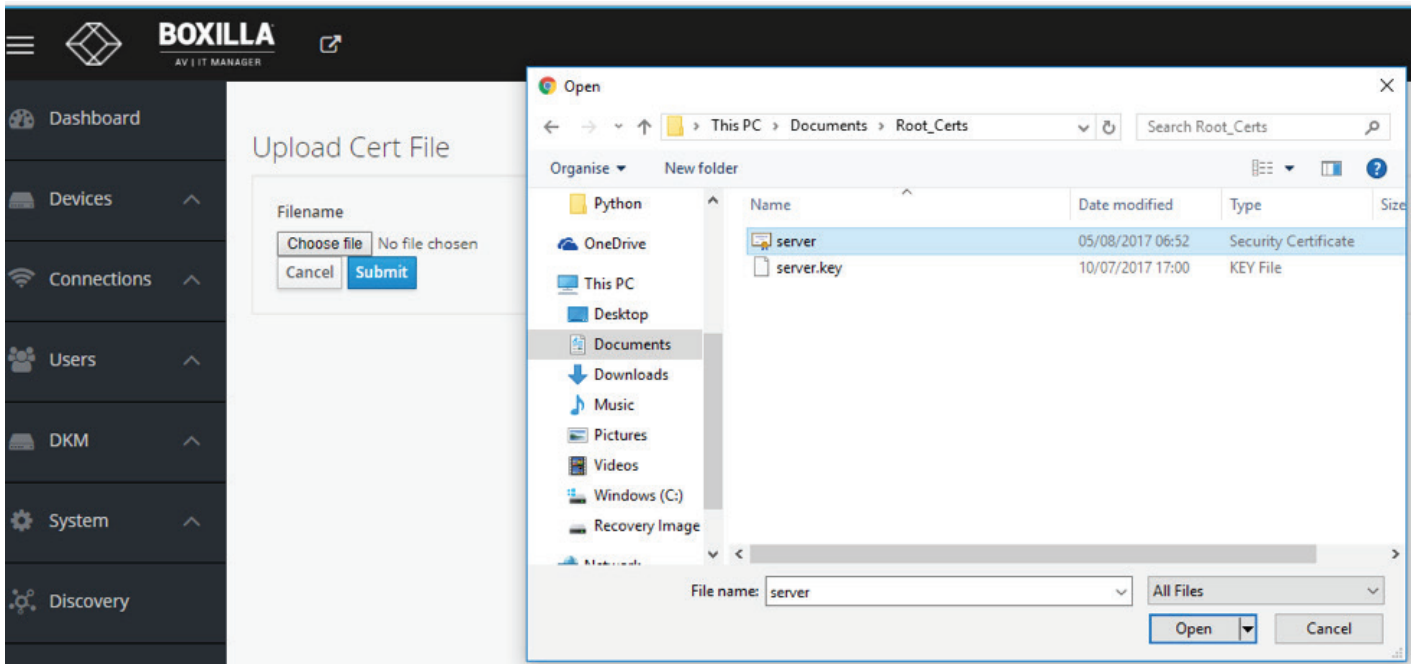 BOXILLA
AV | IT MANAGER
Dashboard
Devices
Connections
Users
DKM
System
Discovery
Upload Cert File
Filename
Choose file No file chosen
Cancel Submit
Open
This PC > Documents > Root_Certs
Search Root_Certs
Organise New folder
Python
OneDrive
This PC
Desktop
Documents
Downloads
Music
Pictures
Videos
Windows (C:)
Recovery Image
Network
Name Date modified Type Size
server 05/08/2017 06:52 Security Certificate
server.key 10/07/2017 17:00 KEY File
File name: server All Files
Open Cancel